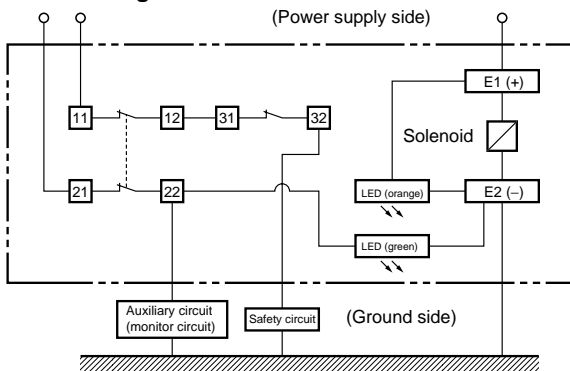 (Power supply side)
E1 (+)
11
12
31
32
Solenoid
21
22
LED (orange)
E2 (−)
LED (green)
Auxiliary circuit
(monitor circuit)
Safety circuit
(Ground side)